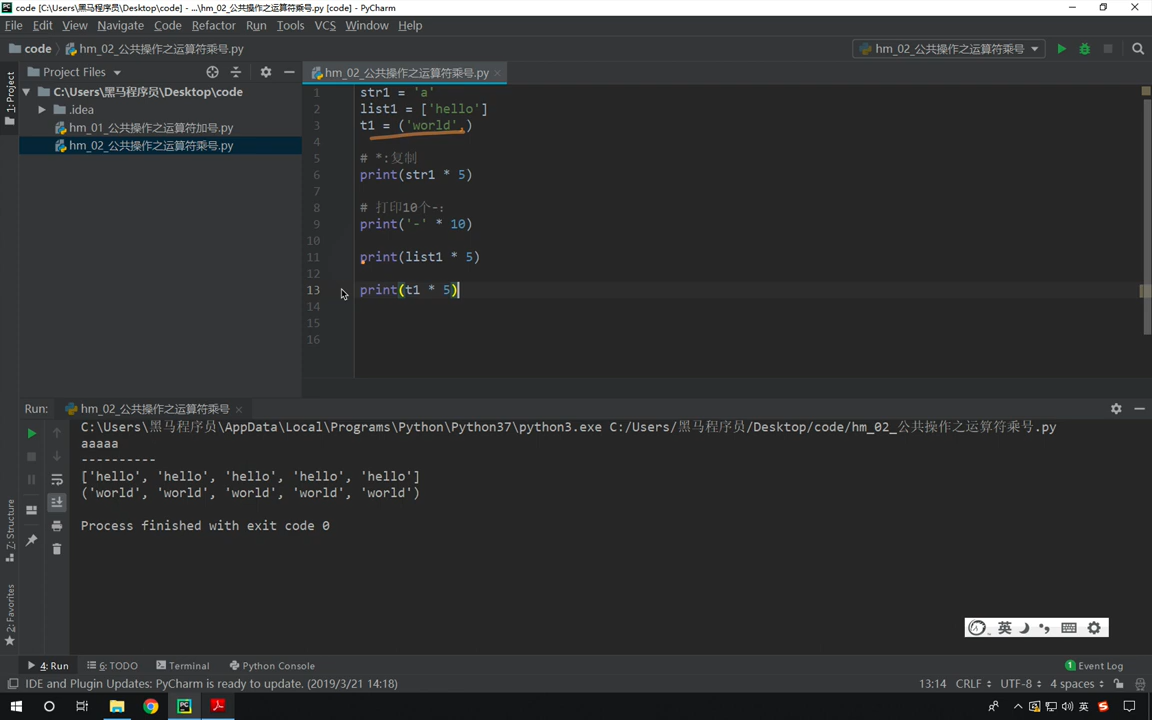 code [C:\Users\黑马程序员\Desktop\code] - ...\hm_02_公共操作之运算符乘号.py [code] - PyCharm
File Edit View Navigate Code Refactor Run Tools VCS Window Help
code hm_02_公共操作之运算符乘号.py hm_02_公共操作之运算符乘号
1: Project
Project Files
C:\Users\黑马程序员\Desktop\code
.idea
hm_01_公共操作之运算符加号.py
hm_02_公共操作之运算符乘号.py
hm_02_公共操作之运算符乘号.py
1 str1 = 'a'
2 list1 = ['hello']
3 t1 = ('world',)
4
5 # *:复制
6 print(str1 * 5)
7
8 # 打印10个-:
9 print('-' * 10)
10
11 print(list1 * 5)
12
13 print(t1 * 5)
14
15
16
Run: hm_02_公共操作之运算符乘号
C:\Users\黑马程序员\AppData\Local\Programs\Python\Python37\python3.exe C:/Users/黑马程序员/Desktop/code/hm_02_公共操作之运算符乘号.py
aaaaa
----------
['hello', 'hello', 'hello', 'hello', 'hello']
('world', 'world', 'world', 'world', 'world')
Process finished with exit code 0
Z: Structure
2: Favorites
英
4: Run 6: TODO Terminal Python Console 1 Event Log
IDE and Plugin Updates: PyCharm is ready to update. (2019/3/21 14:18) 13:14 CRLF UTF-8 4 spaces
英